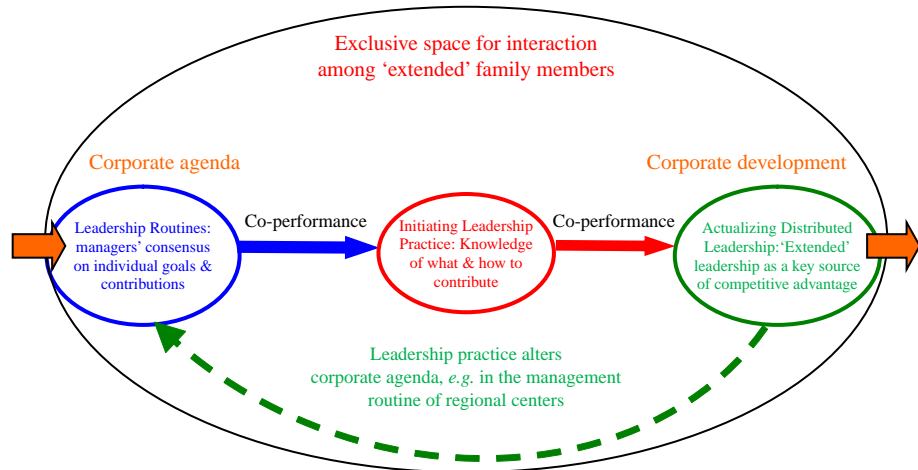 Exclusive space for interaction
among ‘extended’ family members
Corporate agenda
Corporate development
Leadership Routines:
managers’ consensus
on individual goals &
contributions
Co-performance
Initiating Leadership
Practice: Knowledge
of what & how to
contribute
Co-performance
Actualizing Distributed
Leadership:‘Extended’
leadership as a key source
of competitive advantage
Leadership practice alters
corporate agenda, e.g. in the management
routine of regional centers